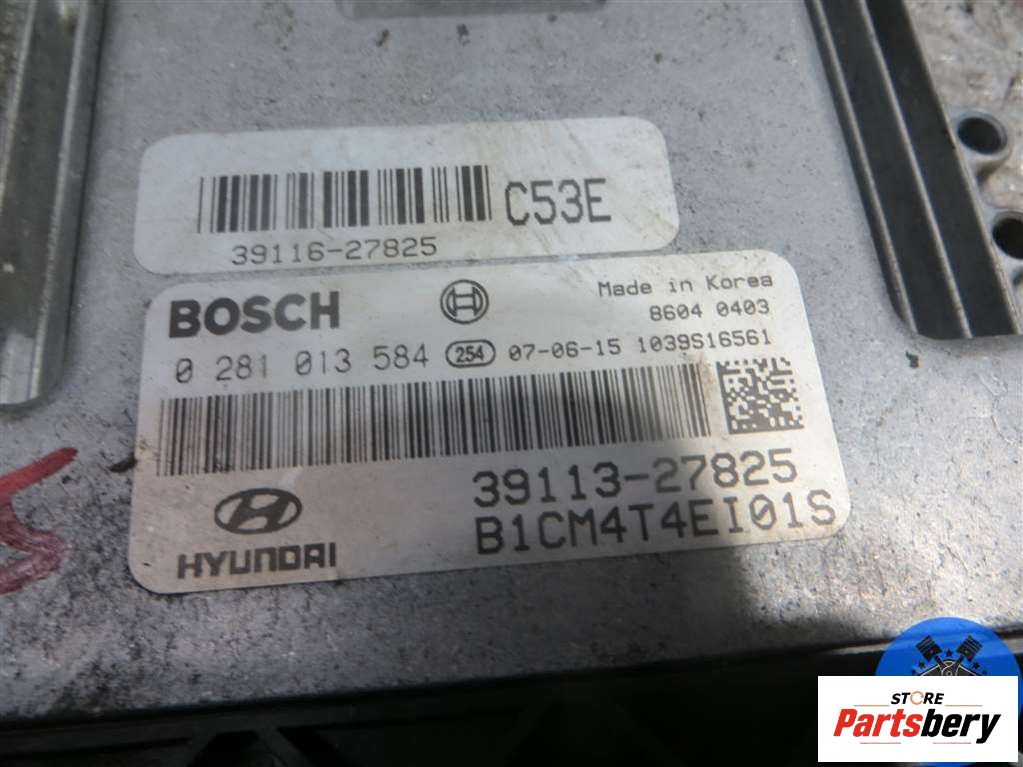 C53E
39116-27825
BOSCH
Made in Korea
8604 0403
0 281 013 584 254 07-06-15 1039S16561
39113-27825
B1CM4T4EI01S
HYUNDAI
S
STORE
Partsbery